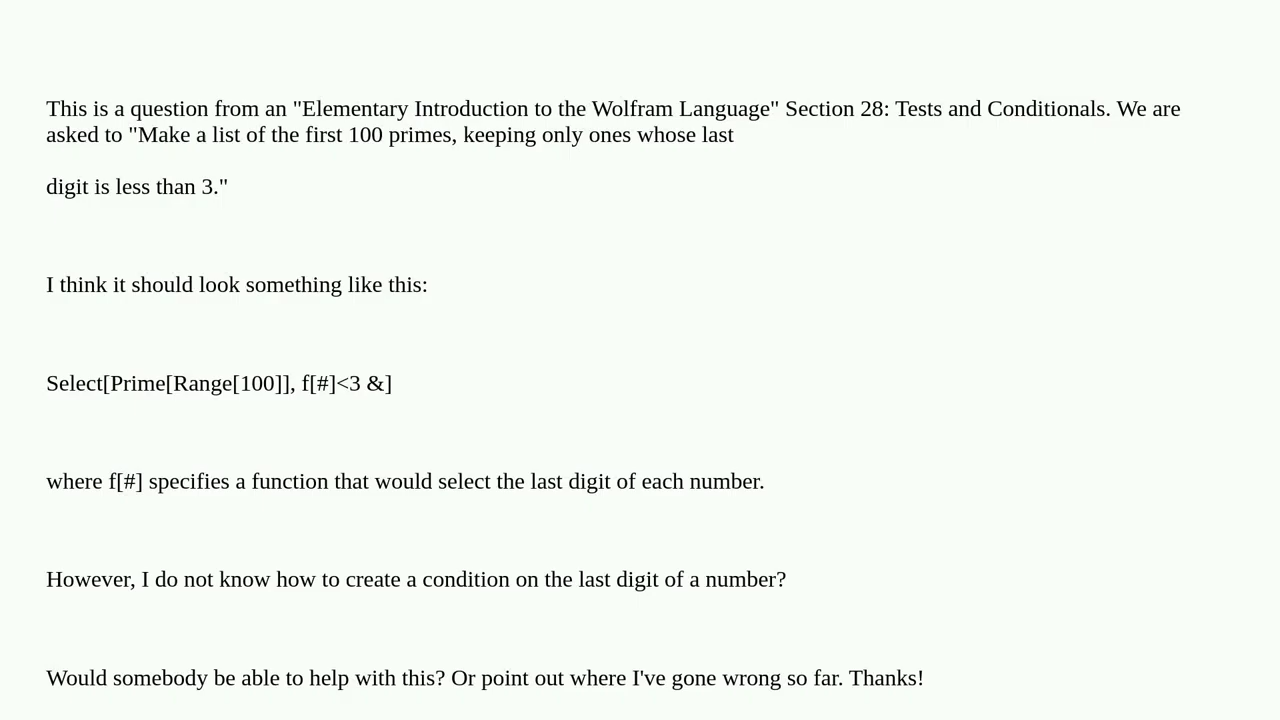 This is a question from an "Elementary Introduction to the Wolfram Language" Section 28: Tests and Conditionals. We are
asked to "Make a list of the first 100 primes, keeping only ones whose last
digit is less than 3."
I think it should look something like this:
Select[Prime[Range[100]], f[#]<3 &]
where f[#] specifies a function that would select the last digit of each number.
However, I do not know how to create a condition on the last digit of a number?
Would somebody be able to help with this? Or point out where I've gone wrong so far. Thanks!